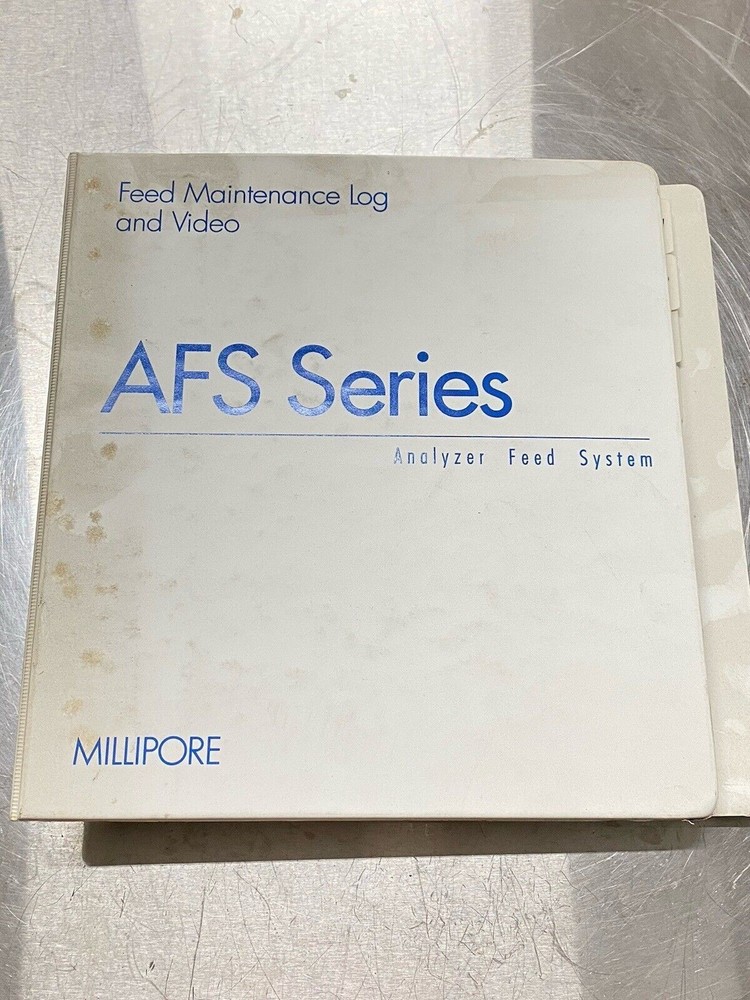 Feed Maintenance Log
and Video
AFS Series
Analyzer Feed System
MILLIPORE